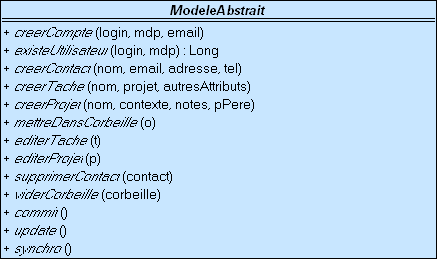 ModeleAbstrait
+ creerCompte (login, mdp, email)
+ existeUtilisateur (login, mdp) : Long
+ creerContact (nom, email, adresse, tel)
+ creerTache (nom, projet, autresAttributs)
+ creerProjet (nom, contexte, notes, pPere)
+ mettreDansCorbeille (o)
+ editerTache (t)
+ editerProjet (p)
+ supprimerContact (contact)
+ viderCorbeille (corbeille)
+ commit ()
+ update ()
+ synchro ()